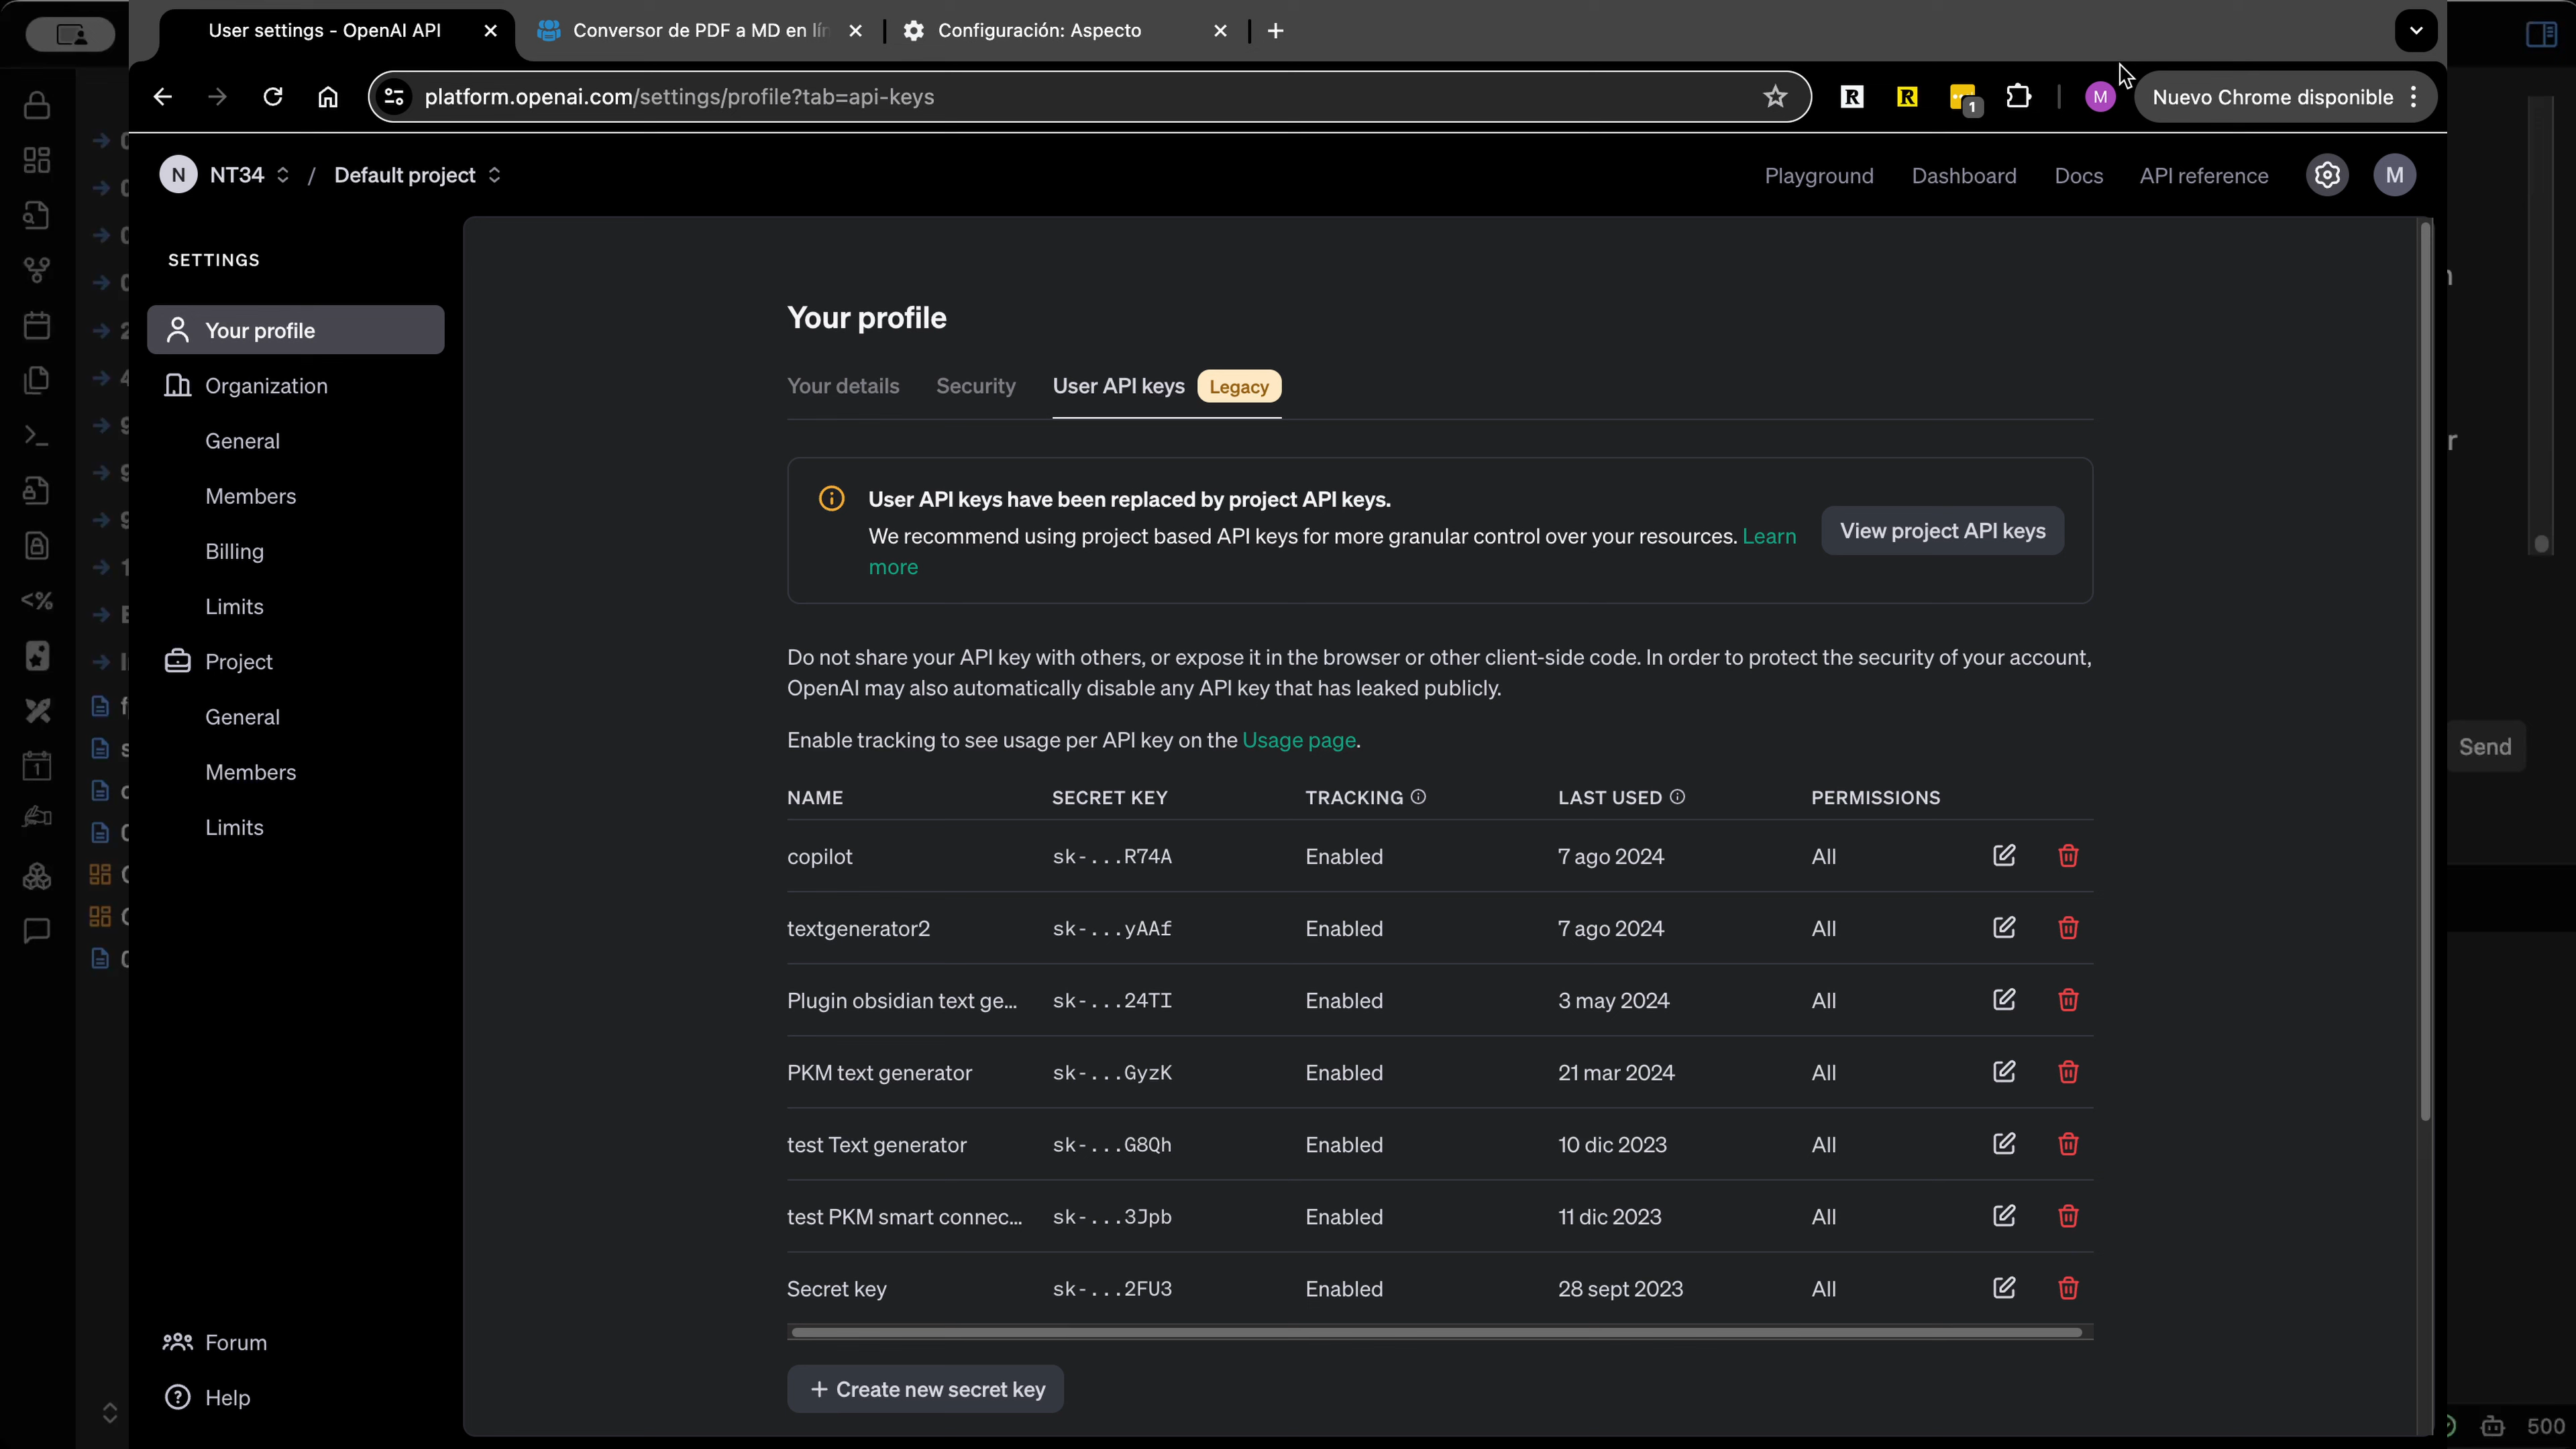 User settings - OpenAI API
Conversor de PDF a MD en lín
Configuración: Aspecto
platform.openai.com/settings/profile?tab=api-keys
1
M
Nuevo Chrome disponible
N NT34 / Default project
Playground Dashboard Docs API reference M
SETTINGS
Your profile
Organization
General
Members
Billing
Limits
Project
General
Members
Limits
Forum
Help
Your profile
Your details Security User API keys Legacy
User API keys have been replaced by project API keys.
We recommend using project based API keys for more granular control over your resources. Learn
more
View project API keys
Do not share your API key with others, or expose it in the browser or other client-side code. In order to protect the security of your account,
OpenAI may also automatically disable any API key that has leaked publicly.
Enable tracking to see usage per API key on the Usage page.
NAME SECRET KEY TRACKING LAST USED PERMISSIONS
copilot sk-...R74A Enabled 7 ago 2024 All
textgenerator2 sk-...yAAf Enabled 7 ago 2024 All
Plugin obsidian text ge... sk-...24TI Enabled 3 may 2024 All
PKM text generator sk-...GyzK Enabled 21 mar 2024 All
test Text generator sk-...G8Qh Enabled 10 dic 2023 All
test PKM smart connec... sk-...3Jpb Enabled 11 dic 2023 All
Secret key sk-...2FU3 Enabled 28 sept 2023 All
+ Create new secret key
Send
500